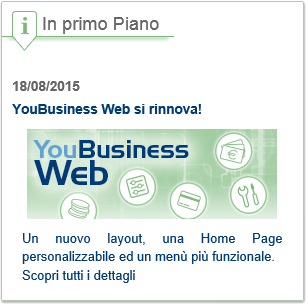 In primo Piano
18/08/2015
YouBusiness Web si rinnova!
YouBusiness
Web
Un nuovo layout, una Home Page
personalizzabile ed un menù più funzionale.
Scopri tutti i dettagli